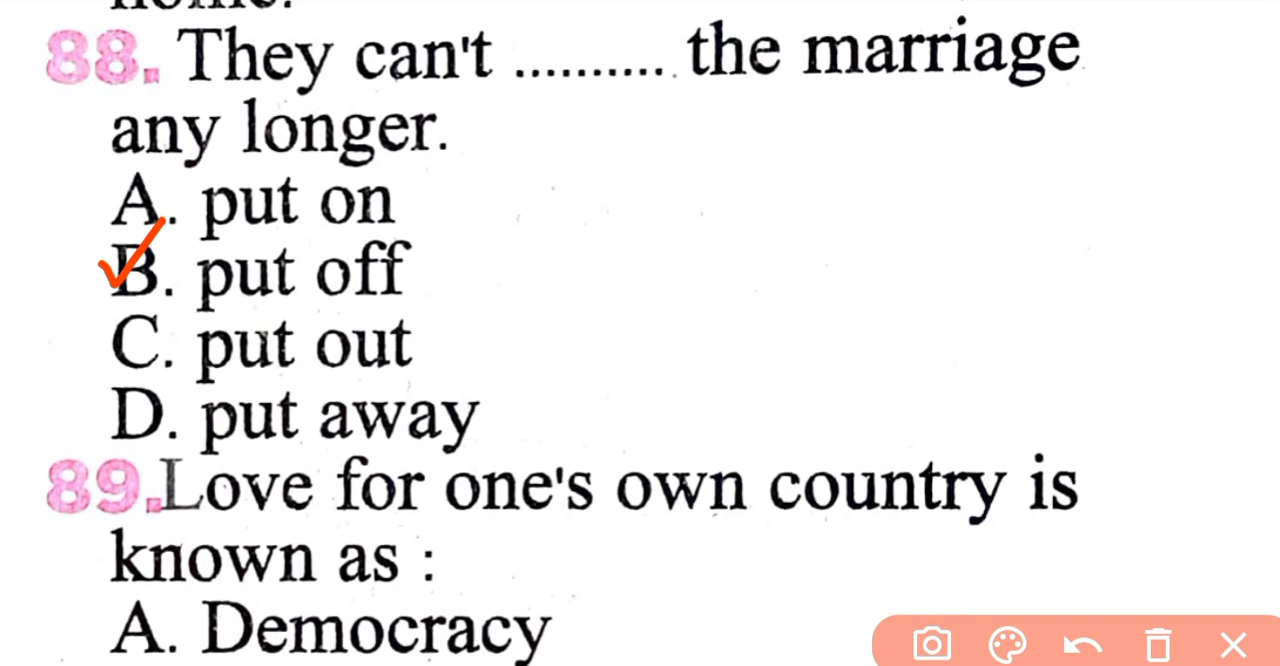 88. They can't .......... the marriage
any longer.
A. put on
B. put off
C. put out
D. put away
89. Love for one's own country is
known as :
A. Democracy